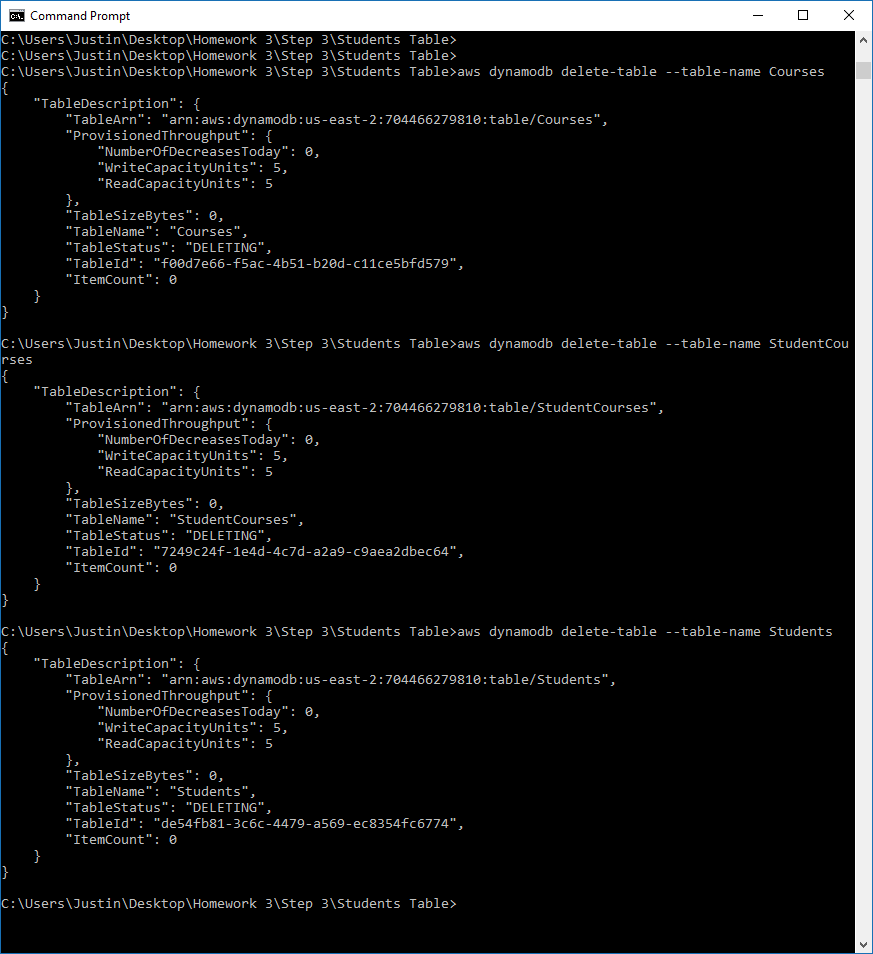 Command Prompt
C:\Users\Justin\Desktop\Homework 3\Step 3\Students Table>
C:\Users\Justin\Desktop\Homework 3\Step 3\Students Table>
C:\Users\Justin\Desktop\Homework 3\Step 3\Students Table>aws dynamodb delete-table --table-name Courses
{
    "TableDescription": {
        "TableArn": "arn:aws:dynamodb:us-east-2:704466279810:table/Courses",
        "ProvisionedThroughput": {
            "NumberOfDecreasesToday": 0,
            "WriteCapacityUnits": 5,
            "ReadCapacityUnits": 5
        },
        "TableSizeBytes": 0,
        "TableName": "Courses",
        "TableStatus": "DELETING",
        "TableId": "f00d7e66-f5ac-4b51-b20d-c11ce5bfd579",
        "ItemCount": 0
    }
}
C:\Users\Justin\Desktop\Homework 3\Step 3\Students Table>aws dynamodb delete-table --table-name StudentCou
rses
{
    "TableDescription": {
        "TableArn": "arn:aws:dynamodb:us-east-2:704466279810:table/StudentCourses",
        "ProvisionedThroughput": {
            "NumberOfDecreasesToday": 0,
            "WriteCapacityUnits": 5,
            "ReadCapacityUnits": 5
        },
        "TableSizeBytes": 0,
        "TableName": "StudentCourses",
        "TableStatus": "DELETING",
        "TableId": "7249c24f-1e4d-4c7d-a2a9-c9aea2dbec64",
        "ItemCount": 0
    }
}
C:\Users\Justin\Desktop\Homework 3\Step 3\Students Table>aws dynamodb delete-table --table-name Students
{
    "TableDescription": {
        "TableArn": "arn:aws:dynamodb:us-east-2:704466279810:table/Students",
        "ProvisionedThroughput": {
            "NumberOfDecreasesToday": 0,
            "WriteCapacityUnits": 5,
            "ReadCapacityUnits": 5
        },
        "TableSizeBytes": 0,
        "TableName": "Students",
        "TableStatus": "DELETING",
        "TableId": "de54fb81-3c6c-4479-a569-ec8354fc6774",
        "ItemCount": 0
    }
}
C:\Users\Justin\Desktop\Homework 3\Step 3\Students Table>